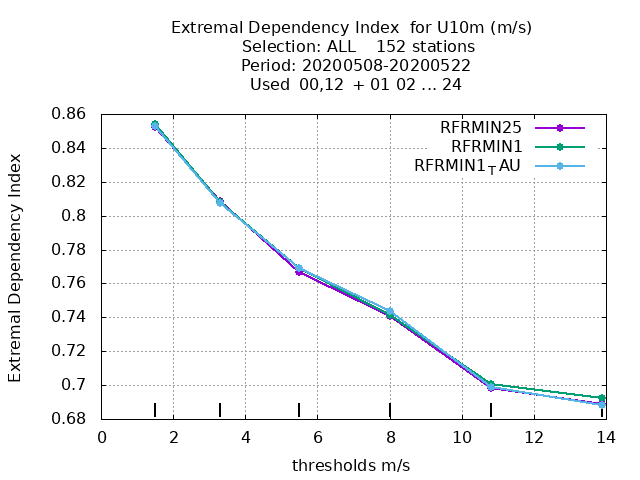 Extremal Dependency Index  for U10m (m/s)
Selection: ALL    152 stations
Period: 20200508-20200522
Used  00,12  + 01 02 ... 24
0.86
0.84
0.82
0.8
0.78
0.76
0.74
0.72
0.7
0.68
Extremal Dependency Index
RFRMIN25
RFRMIN1
RFRMIN1TAU
0 2 4 6 8 10 12 14
thresholds m/s